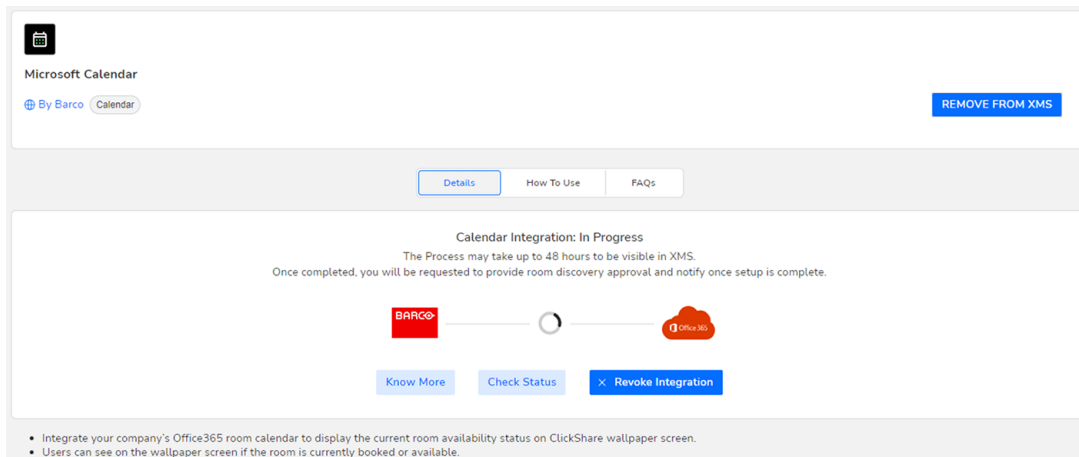 Microsoft Calendar
By Barco Calendar
REMOVE FROM XMS
Details How To Use FAQs
Calendar Integration: In Progress
The Process may take up to 48 hours to be visible in XMS.
Once completed, you will be requested to provide room discovery approval and notify once setup is complete.
BARCO
Office 365
Know More Check Status × Revoke Integration
• Integrate your company's Office365 room calendar to display the current room availability status on ClickShare wallpaper screen.
• Users can see on the wallpaper screen if the room is currently booked or available.